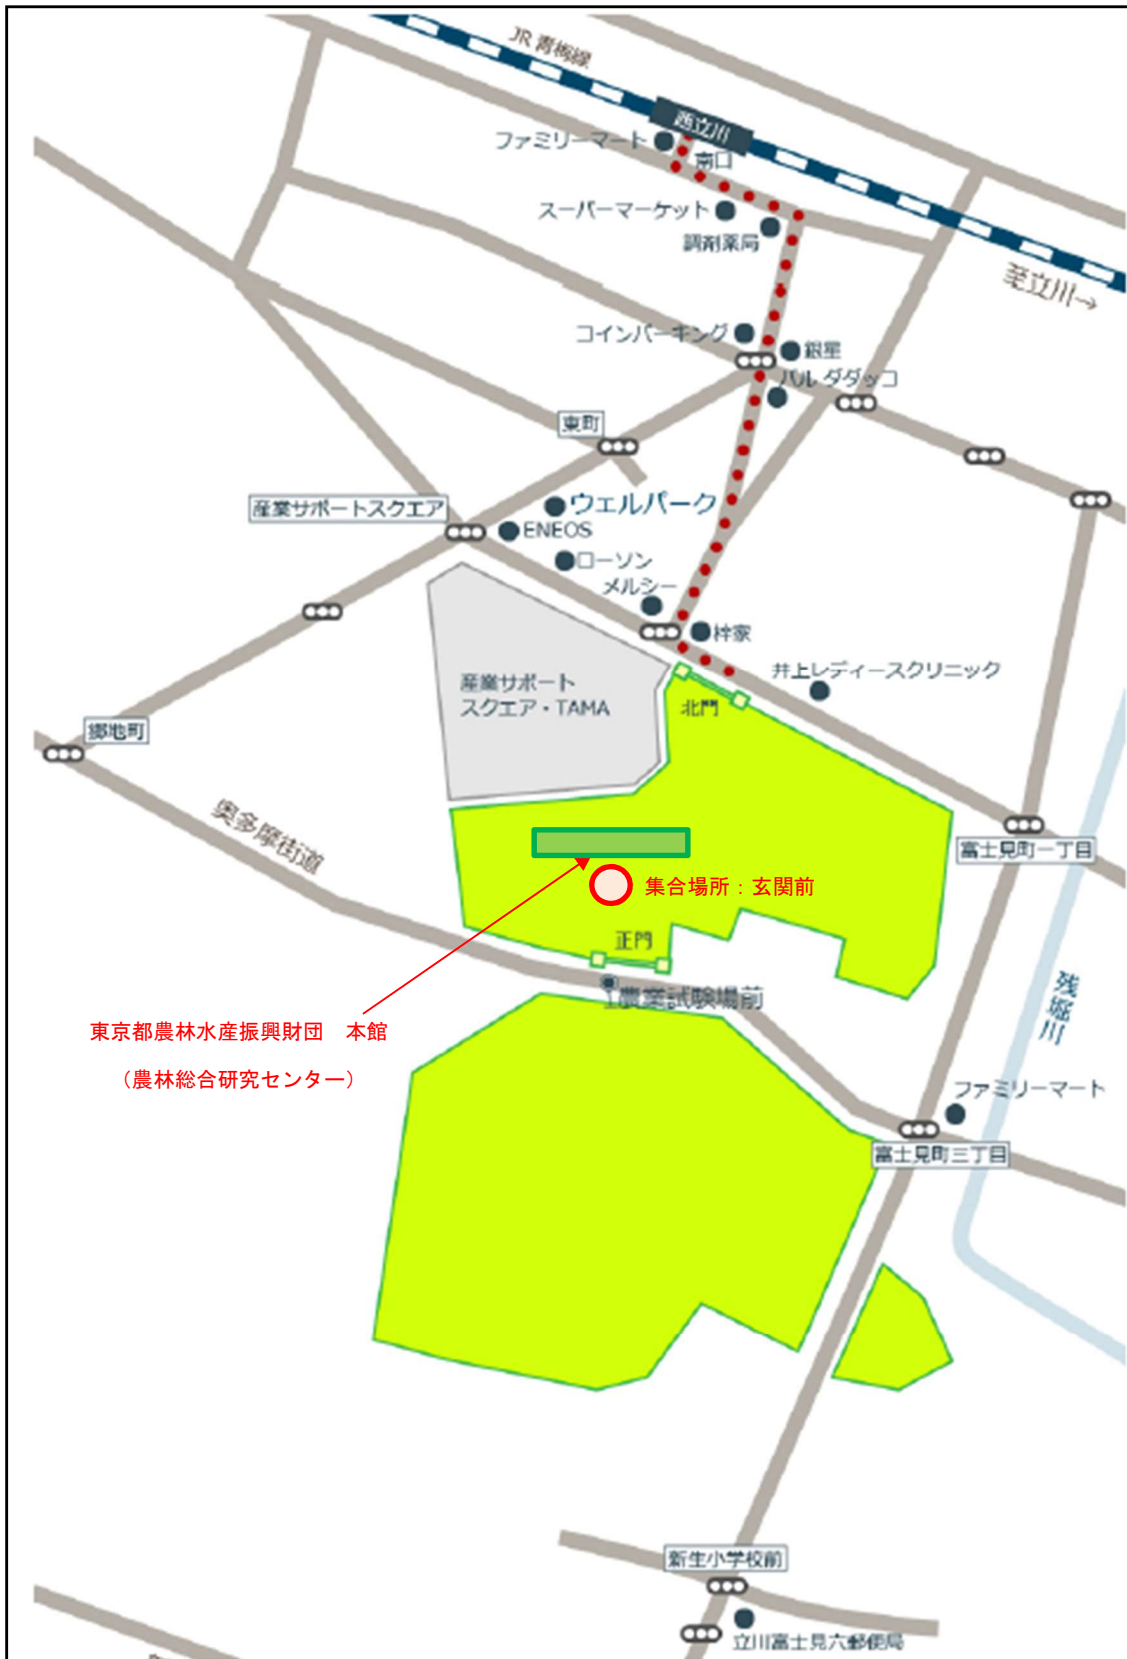 JR 青梅線
西立川
ファミリーマート
南口
スーパーマーケット
調剤薬局
至立川→
コインパーキング
銀星
バル ダダッコ
東町
産業サポートスクエア
ウェルパーク
ENEOS
ローソン
メルシー
梓家
井上レディースクリニック
産業サポート
スクエア・TAMA
北門
郷地町
奥多摩街道
富士見町一丁目
集合場所：玄関前
正門
農業試験場前
残堀川
東京都農林水産振興財団 本館
（農林総合研究センター）
ファミリーマート
富士見町三丁目
新生小学校前
立川富士見六郵便局